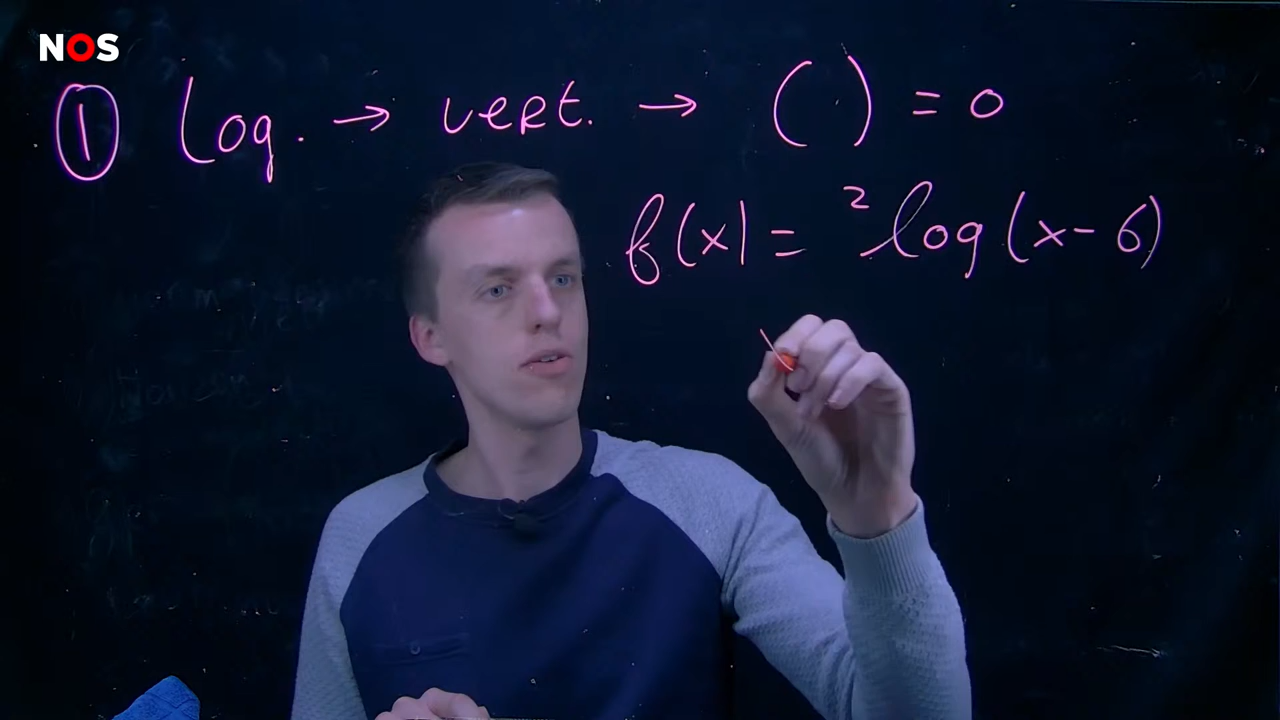 NOS
① Log. → vert. → ( ) = 0
f(x) = ²log(x-6)